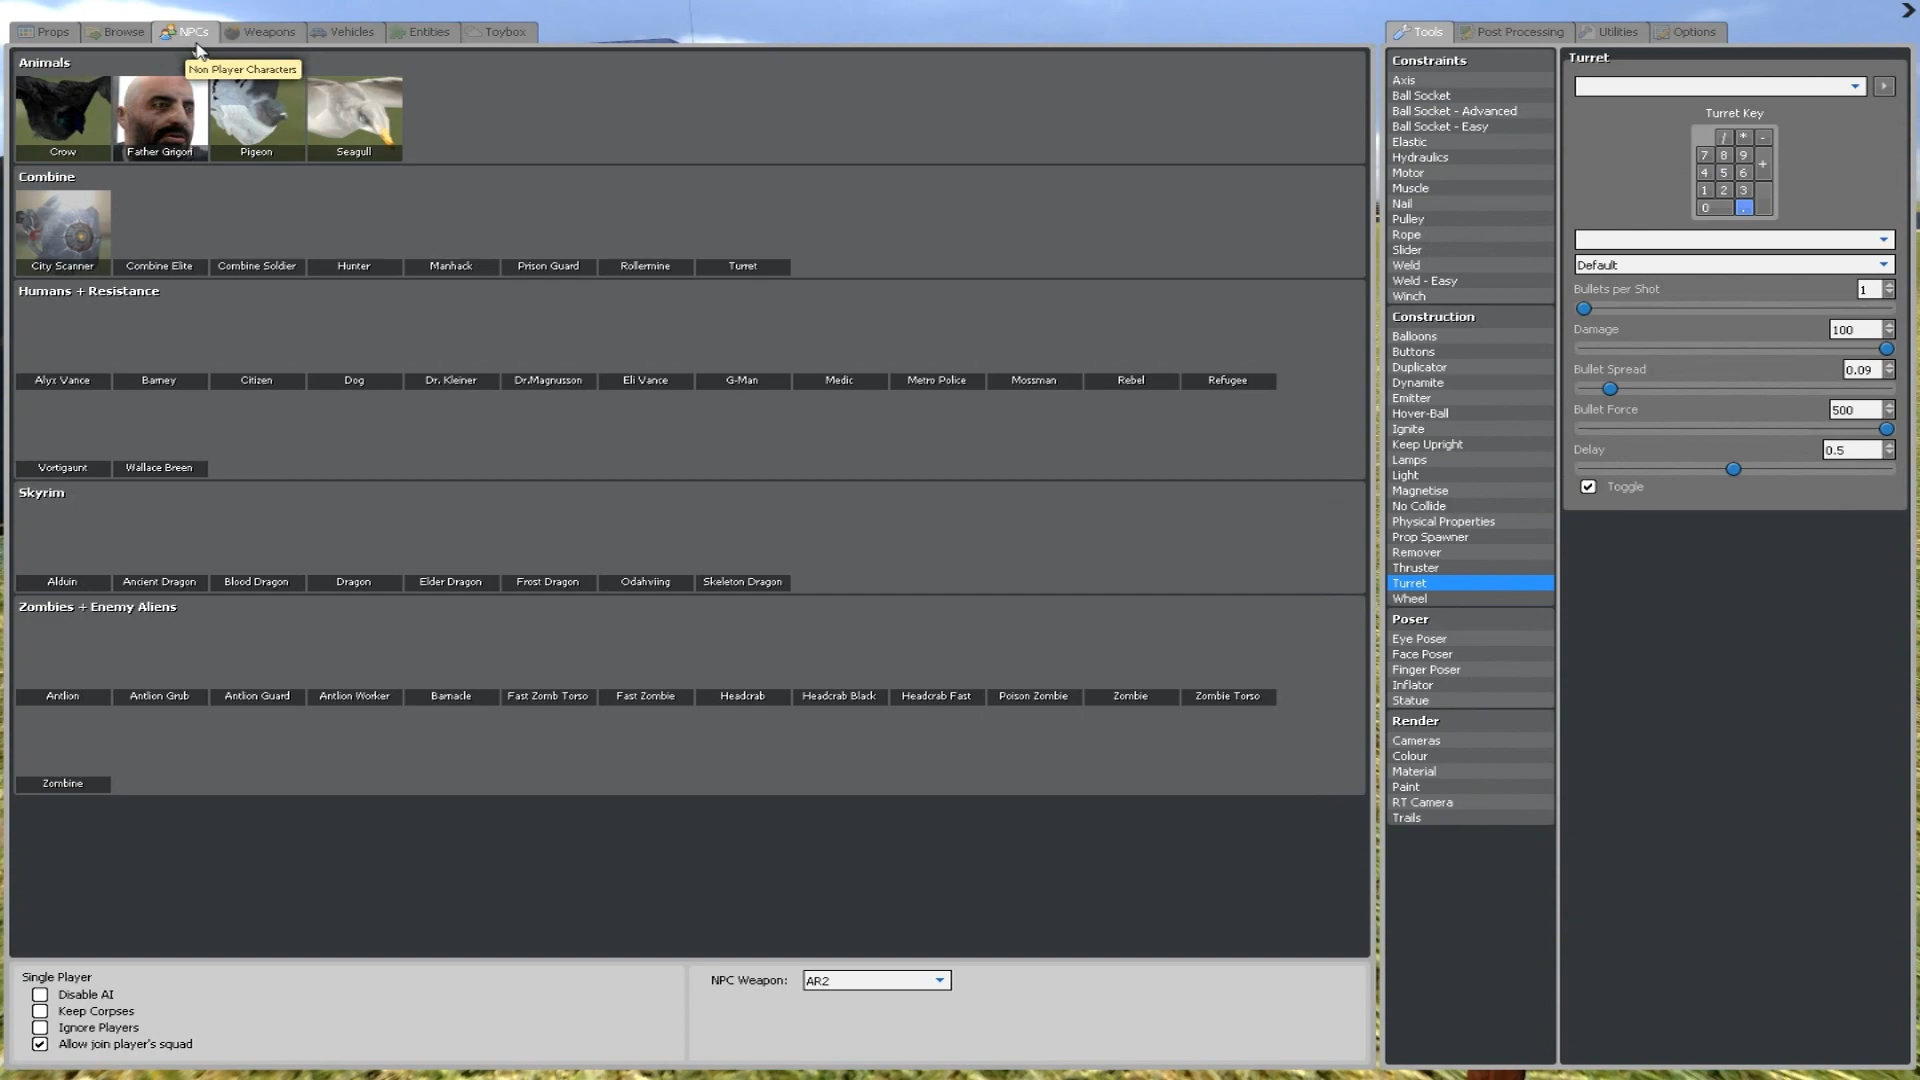 Props
Browse
NPCs
Weapons
Vehicles
Entities
Toybox
Non Player Characters
Animals
Crow
Father Grigori
Pigeon
Seagull
Combine
City Scanner
Combine Elite
Combine Soldier
Hunter
Manhack
Prison Guard
Rollermine
Turret
Humans + Resistance
Alyx Vance
Barney
Citizen
Dog
Dr. Kleiner
Dr.Magnusson
Eli Vance
G-Man
Medic
Metro Police
Mossman
Rebel
Refugee
Vortigaunt
Wallace Breen
Skyrim
Alduin
Ancient Dragon
Blood Dragon
Dragon
Elder Dragon
Frost Dragon
Odahviing
Skeleton Dragon
Zombies + Enemy Aliens
Antlion
Antlion Grub
Antlion Guard
Antlion Worker
Barnacle
Fast Zomb Torso
Fast Zombie
Headcrab
Headcrab Black
Headcrab Fast
Poison Zombie
Zombie
Zombie Torso
Zombine
Single Player
Disable AI
Keep Corpses
Ignore Players
Allow join player's squad
NPC Weapon:
AR2
Tools
Post Processing
Utilities
Options
Constraints
Axis
Ball Socket
Ball Socket - Advanced
Ball Socket - Easy
Elastic
Hydraulics
Motor
Muscle
Nail
Pulley
Rope
Slider
Weld
Weld - Easy
Winch
Construction
Balloons
Buttons
Duplicator
Dynamite
Emitter
Hover-Ball
Ignite
Keep Upright
Lamps
Light
Magnetise
No Collide
Physical Properties
Prop Spawner
Remover
Thruster
Turret
Wheel
Poser
Eye Poser
Face Poser
Finger Poser
Inflator
Statue
Render
Cameras
Colour
Material
Paint
RT Camera
Trails
Turret
Turret Key
/ * -
7 8 9 +
4 5 6
1 2 3
0 .
Default
Bullets per Shot 1
Damage 100
Bullet Spread 0.09
Bullet Force 500
Delay 0.5
Toggle